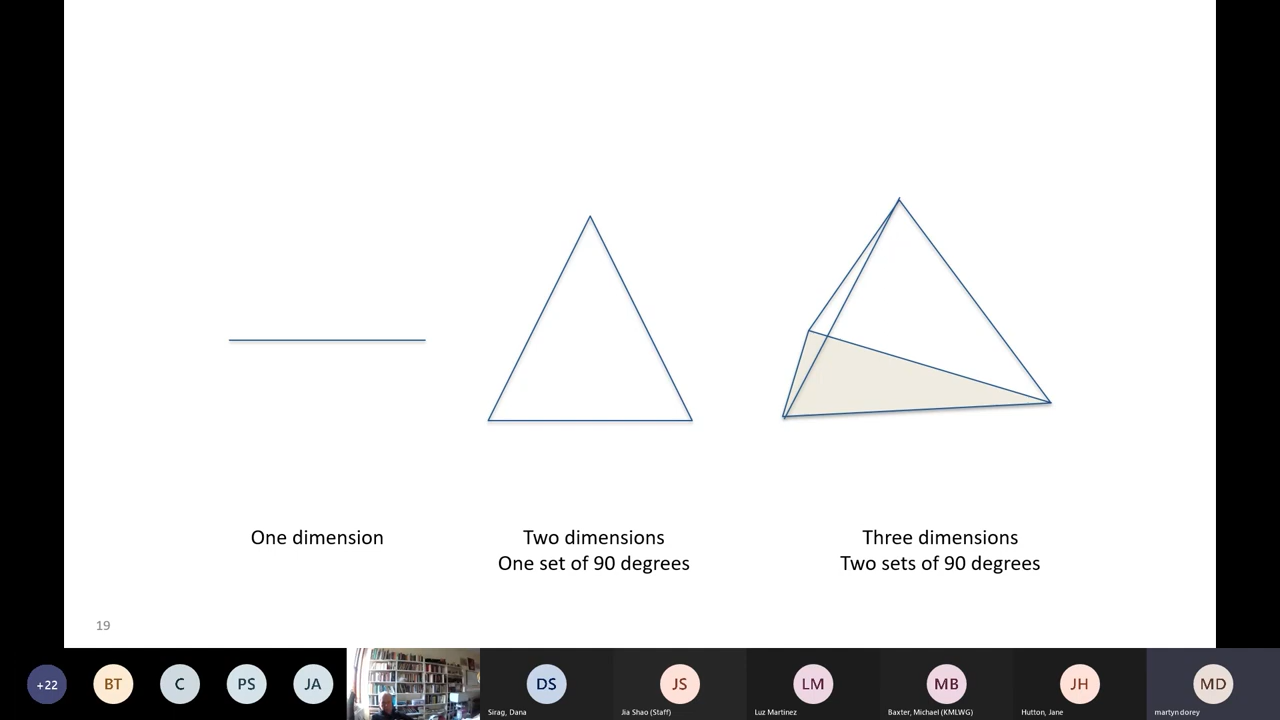 One dimension
Two dimensions
One set of 90 degrees
Three dimensions
Two sets of 90 degrees
19
+22
BT
C
PS
JA
DS
JS
LM
MB
JH
MD
Sirag, Dana
Jia Shao (Staff)
Luz Martinez
Baxter, Michael (KMLWG)
Hutton, Jane
martyn dorey